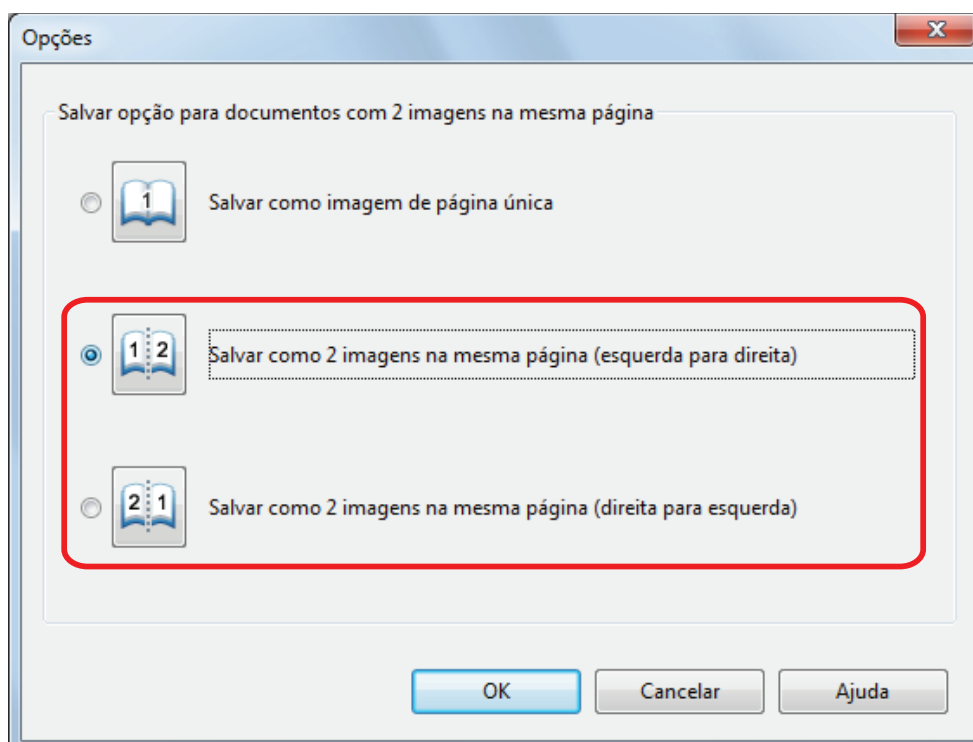 Opções
Salvar opção para documentos com 2 imagens na mesma página
1
Salvar como imagem de página única
1 2
Salvar como 2 imagens na mesma página (esquerda para direita)
2 1
Salvar como 2 imagens na mesma página (direita para esquerda)
OK
Cancelar
Ajuda